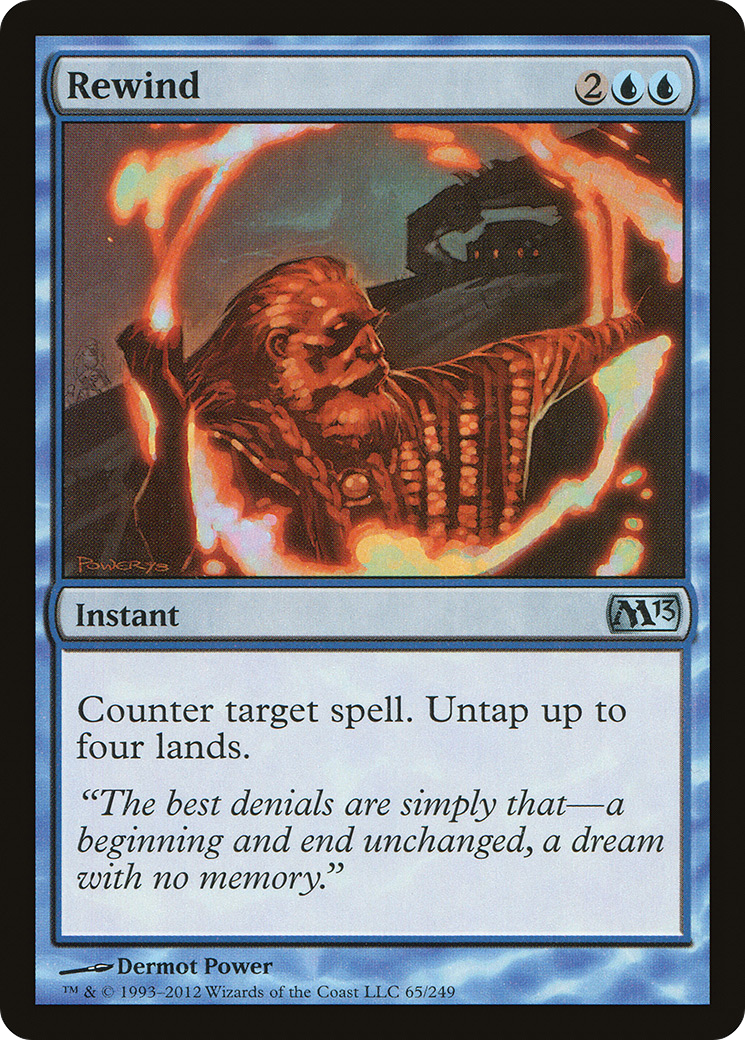 Rewind 2
POWER 98
Instant M13
Counter target spell. Untap up to
four lands.
“The best denials are simply that—a
beginning and end unchanged, a dream
with no memory.”
Dermot Power
™ & © 1993–2012 Wizards of the Coast LLC 65/249